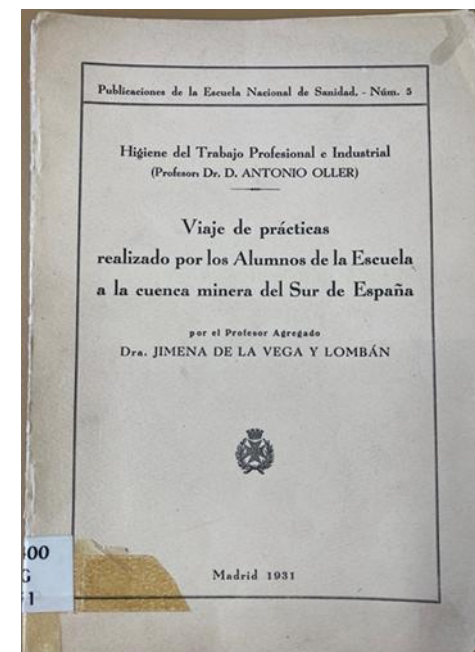 Publicaciones de la Escuela Nacional de Sanidad. - Núm. 5
Higiene del Trabajo Profesional e Industrial
(Profesor: Dr. D. ANTONIO OLLER)
Viaje de prácticas
realizado por los Alumnos de la Escuela
a la cuenca minera del Sur de España
por el Profesor Agregado
Dra. JIMENA DE LA VEGA Y LOMBÁN
Madrid 1931
00
G
1